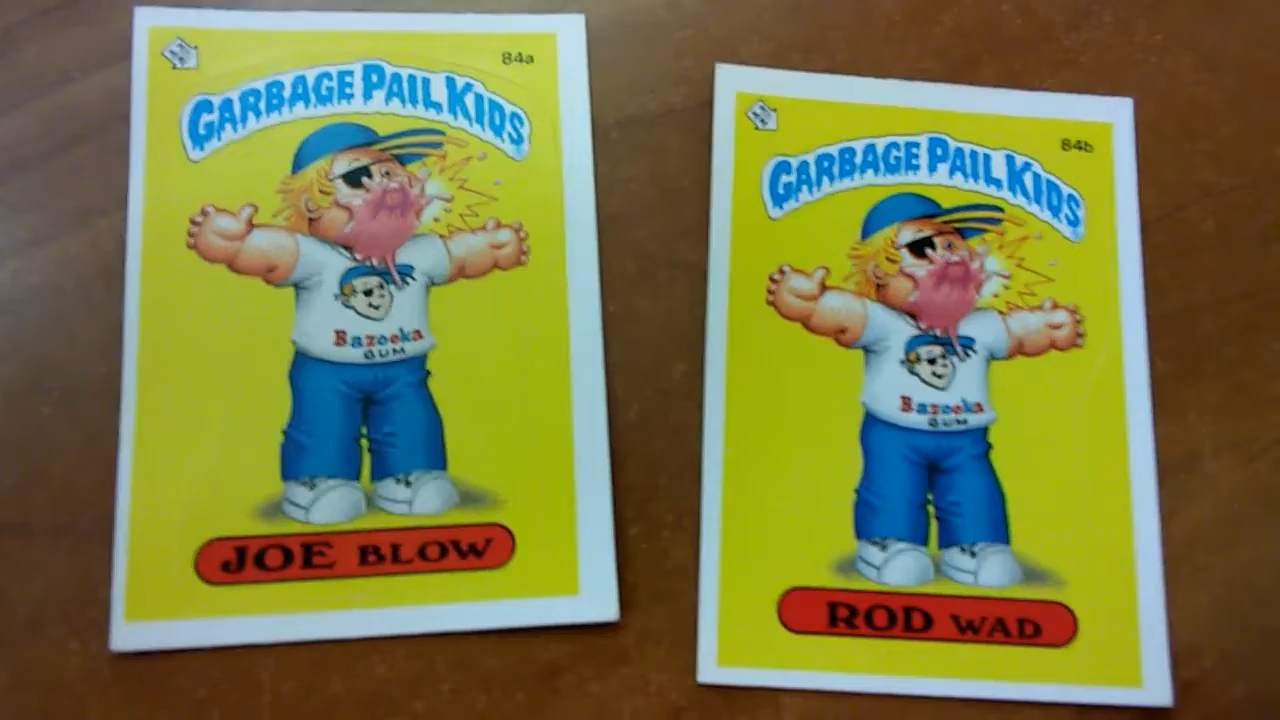 84a
GARBAGE PAIL KIDS
Bazooka
GUM
JOE BLOW
84b
GARBAGE PAIL KIDS
Bazooka
GUM
ROD WAD